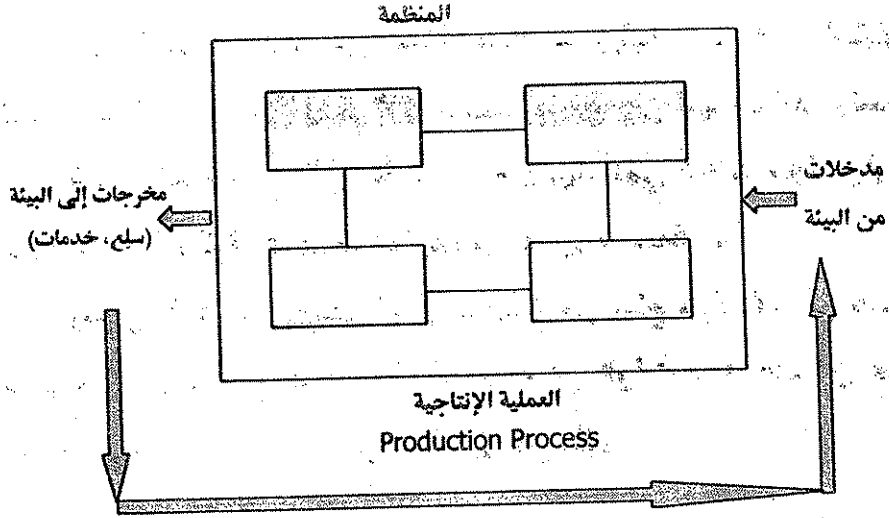 المنظمة
مدخلات
من البيئة
مخرجات إلى البيئة
(سلع، خدمات)
العملية الإنتاجية
Production Process